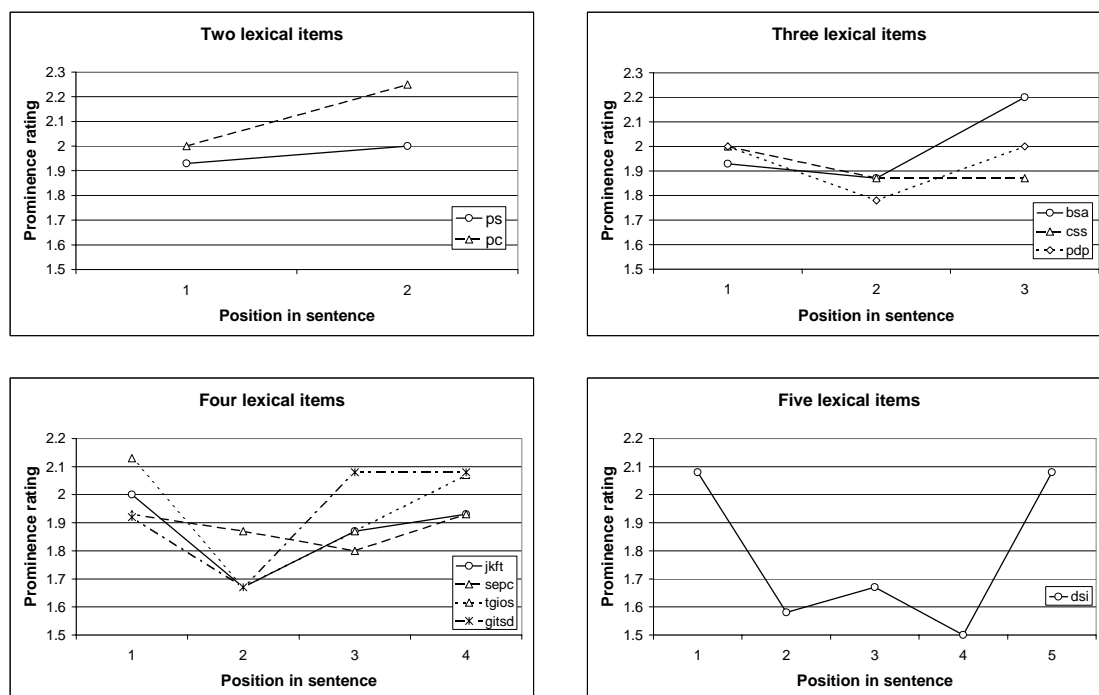 Two lexical items
2.3
2.2
2.1
2
1.9
1.8
1.7
1.6
1.5
1 2
Position in sentence
Prominence rating
ps
pc
Three lexical items
2.3
2.2
2.1
2
1.9
1.8
1.7
1.6
1.5
1 2 3
Position in sentence
Prominence rating
bsa
css
pdp
Four lexical items
2.2
2.1
2
1.9
1.8
1.7
1.6
1.5
1 2 3 4
Position in sentence
Prominence rating
jkft
sepc
tgios
gitsd
Five lexical items
2.2
2.1
2
1.9
1.8
1.7
1.6
1.5
1 2 3 4 5
Position in sentence
Prominence rating
dsi